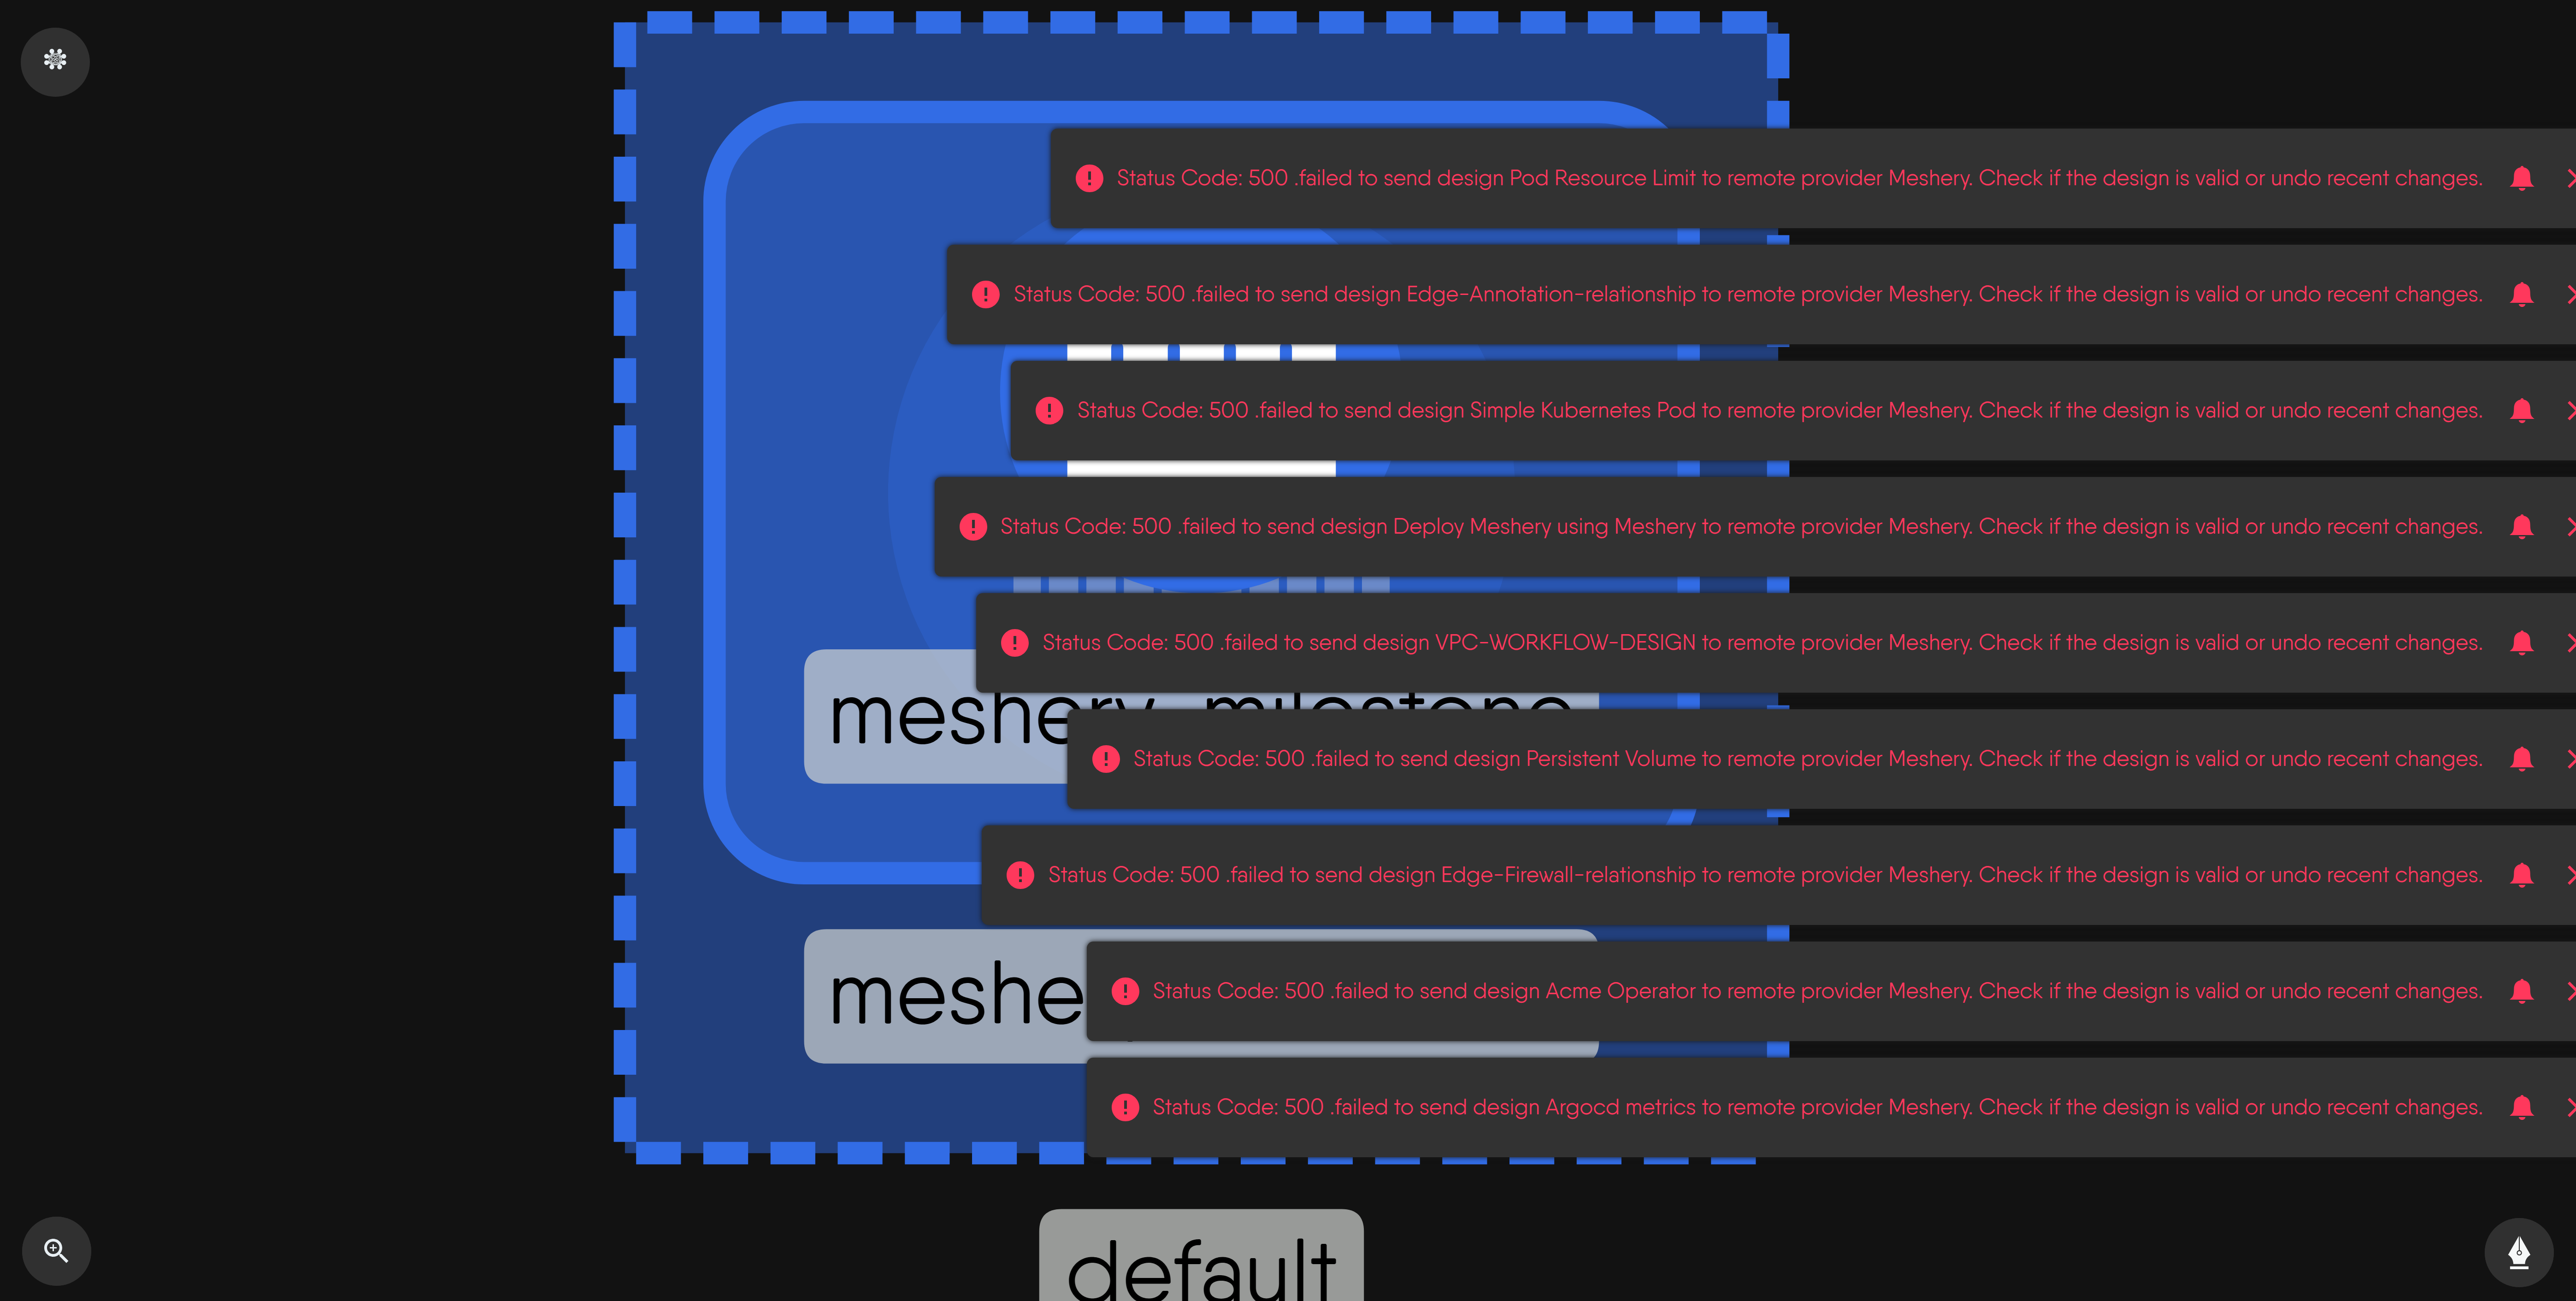 Status Code: 500 .failed to send design Pod Resource Limit to remote provider Meshery. Check if the design is valid or undo recent changes.
Status Code: 500 .failed to send design Edge-Annotation-relationship to remote provider Meshery. Check if the design is valid or undo recent changes.
Status Code: 500 .failed to send design Simple Kubernetes Pod to remote provider Meshery. Check if the design is valid or undo recent changes.
Status Code: 500 .failed to send design Deploy Meshery using Meshery to remote provider Meshery. Check if the design is valid or undo recent changes.
Status Code: 500 .failed to send design VPC-WORKFLOW-DESIGN to remote provider Meshery. Check if the design is valid or undo recent changes.
meshery-milestone
Status Code: 500 .failed to send design Persistent Volume to remote provider Meshery. Check if the design is valid or undo recent changes.
Status Code: 500 .failed to send design Edge-Firewall-relationship to remote provider Meshery. Check if the design is valid or undo recent changes.
Status Code: 500 .failed to send design Acme Operator to remote provider Meshery. Check if the design is valid or undo recent changes.
meshe
Status Code: 500 .failed to send design Argocd metrics to remote provider Meshery. Check if the design is valid or undo recent changes.
default